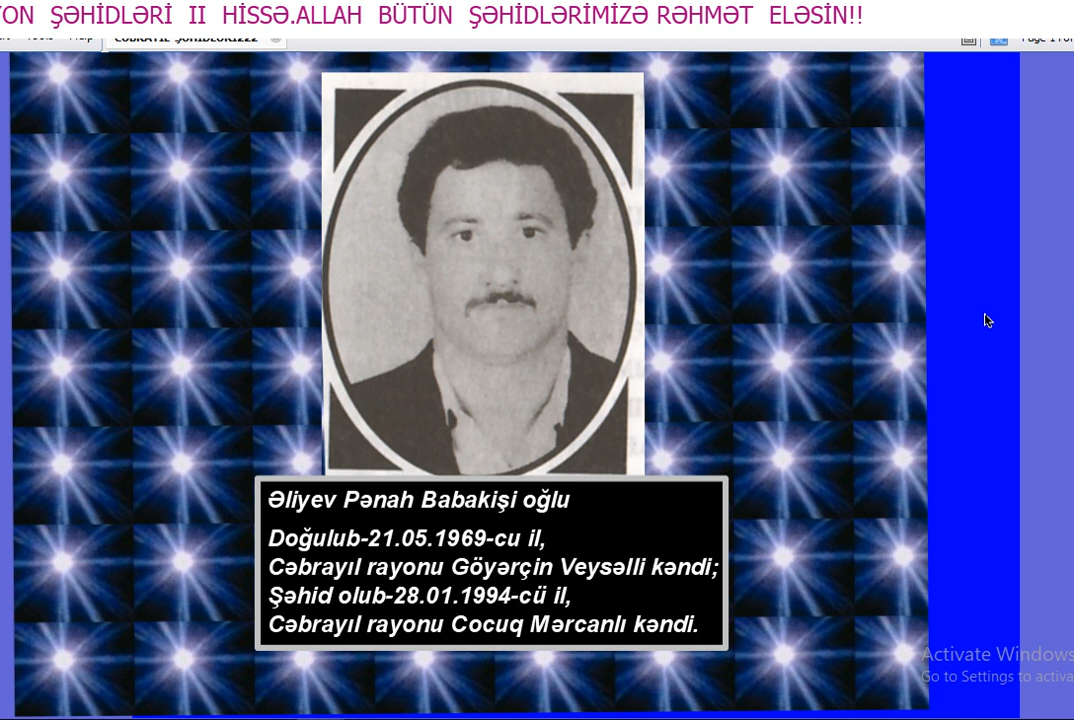 YON ŞƏHİDLƏRİ II HİSSƏ.ALLAH BÜTÜN ŞƏHİDLƏRİMİZƏ RƏHMƏT ELƏSİN!!
Əliyev Pənah Babakişi oğlu
Doğulub-21.05.1969-cu il,
Cəbrayıl rayonu Göyərçin Veysəlli kəndi;
Şəhid olub-28.01.1994-cü il,
Cəbrayıl rayonu Cocuq Mərcanlı kəndi.
Activate Windows
Go to Settings to activa